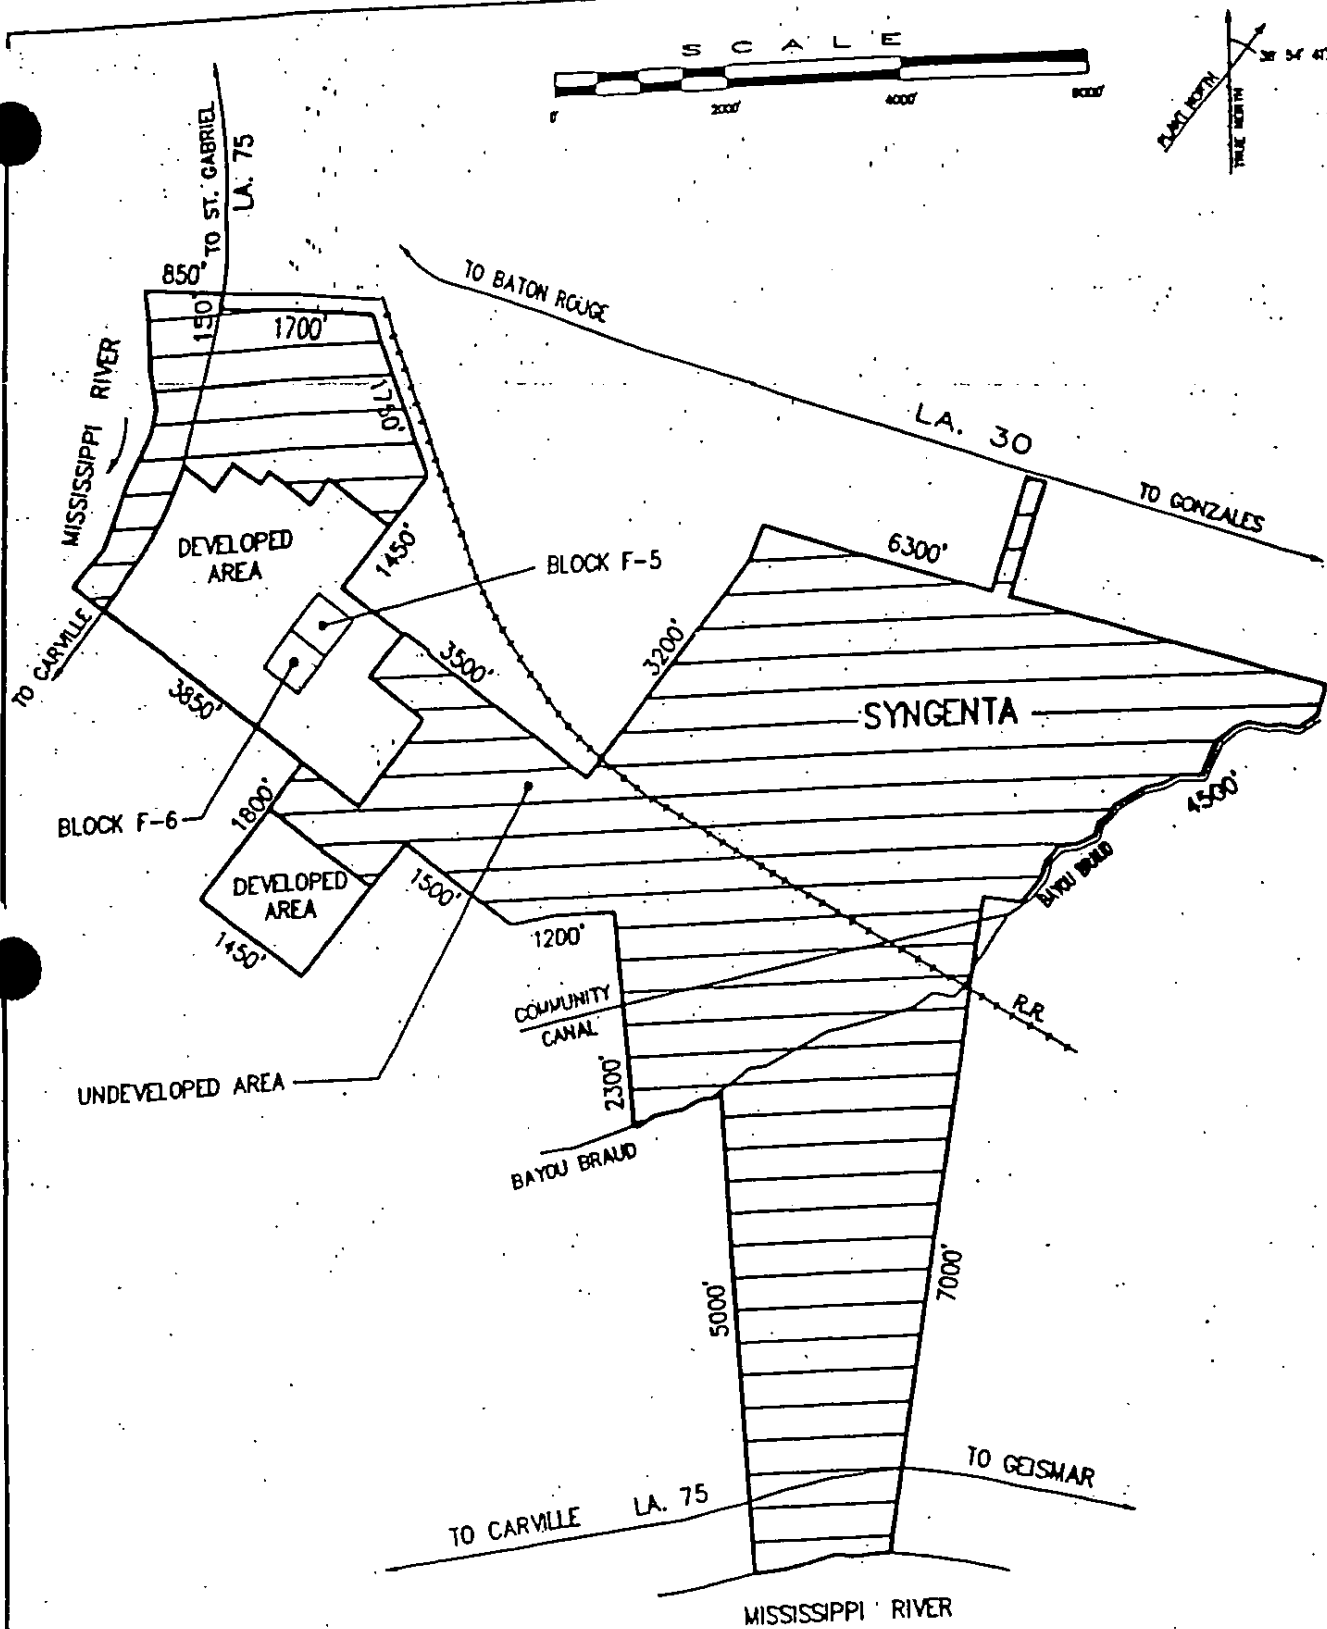 S C A L E
0'
2000'
4000'
6000'
PLANT NORTH
TRUE NORTH
TO ST. GABRIEL
LA. 75
850'
150'
1700'
1750'
TO BATON ROUGE
LA. 30
TO GONZALES
MISSISSIPPI RIVER
DEVELOPED
AREA
1450'
BLOCK F-5
6300'
3200'
3500'
TO CARVILLE
3850'
SYNGENTA
4500'
BLOCK F-6
1800'
DEVELOPED
AREA
1450'
1500'
1200'
BAYOU BRAUD
COMMUNITY
CANAL
R.R.
UNDEVELOPED AREA
2300'
BAYOU BRAUD
5000'
7000'
TO GEISMAR
TO CARVILLE LA. 75
MISSISSIPPI RIVER